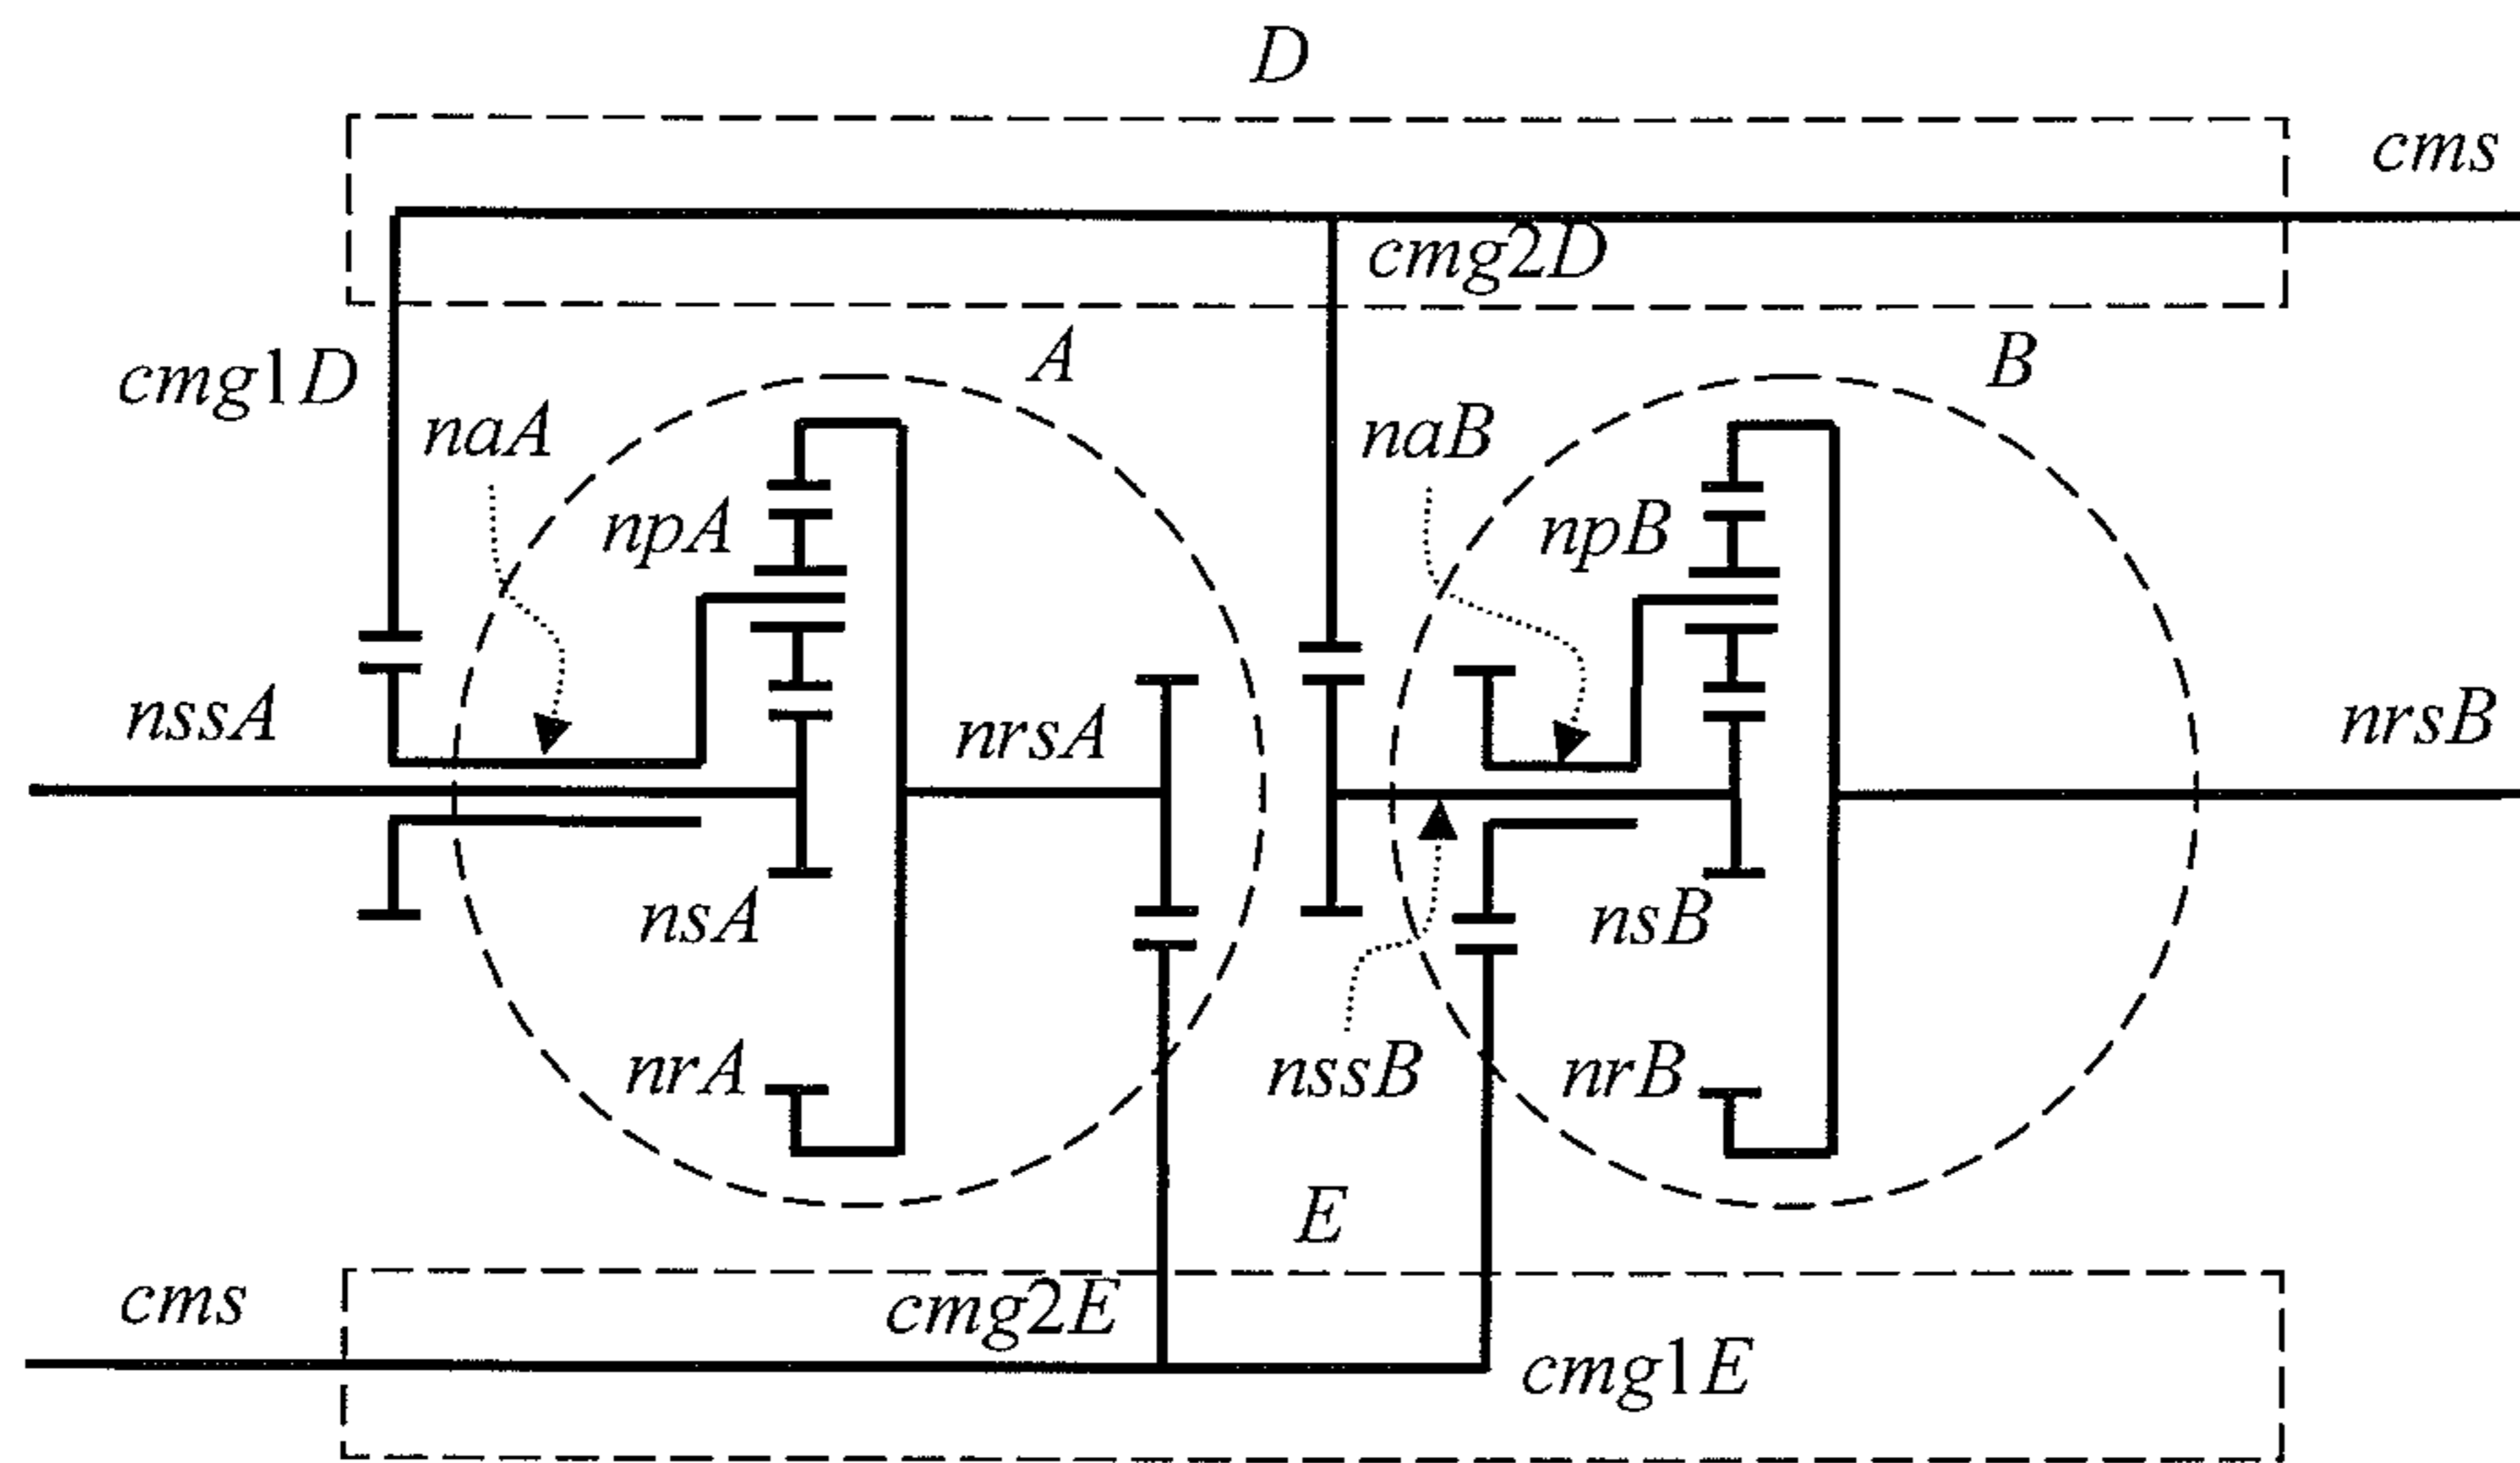 D
cms
cmg2D
cmg1D
A
B
naA
naB
npA
npB
nssA
nrsA
nrsB
nsA
nsB
nrA
nssB
nrB
E
cms
cmg2E
cmg1E